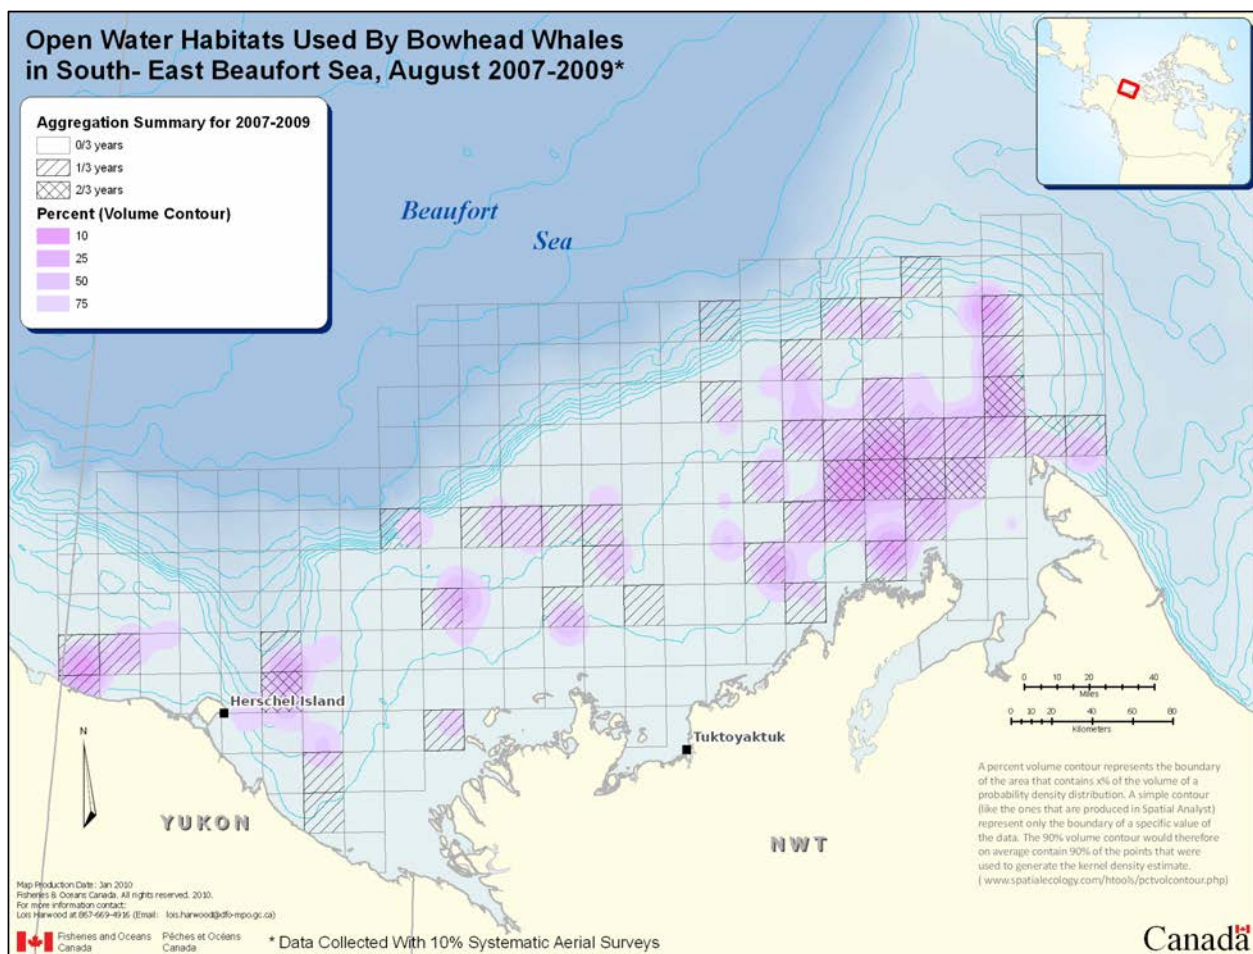 Open Water Habitats Used By Bowhead Whales
in South- East Beaufort Sea, August 2007-2009*
Aggregation Summary for 2007-2009
0/3 years
1/3 years
2/3 years
Percent (Volume Contour)
10
25
50
75
Beaufort
Sea
Herschel Island
Tuktoyaktuk
N
YUKON
NWT
0 10 20 40
Miles
0 10 20 40 60 80
Kilometers
A percent volume contour represents the boundary
of the area that contains x% of the volume of a
probability density distribution. A simple contour
(like the ones that are produced in Spatial Analyst)
represent only the boundary of a specific value of
the data. The 90% volume contour would therefore
on average contain 90% of the points that were
used to generate the kernel density estimate.
( www.spatialecology.com/htools/pctvolcontour.php)
Map Production Date: Jan 2010
Fisheries & Oceans Canada. All rights reserved. 2010.
For more information contact:
Lois Harwood at 867-669-4916 (Email: lois.harwood@dfo-mpo.gc.ca)
Fisheries and Oceans Pêches et Océans
Canada Canada
* Data Collected With 10% Systematic Aerial Surveys
Canada